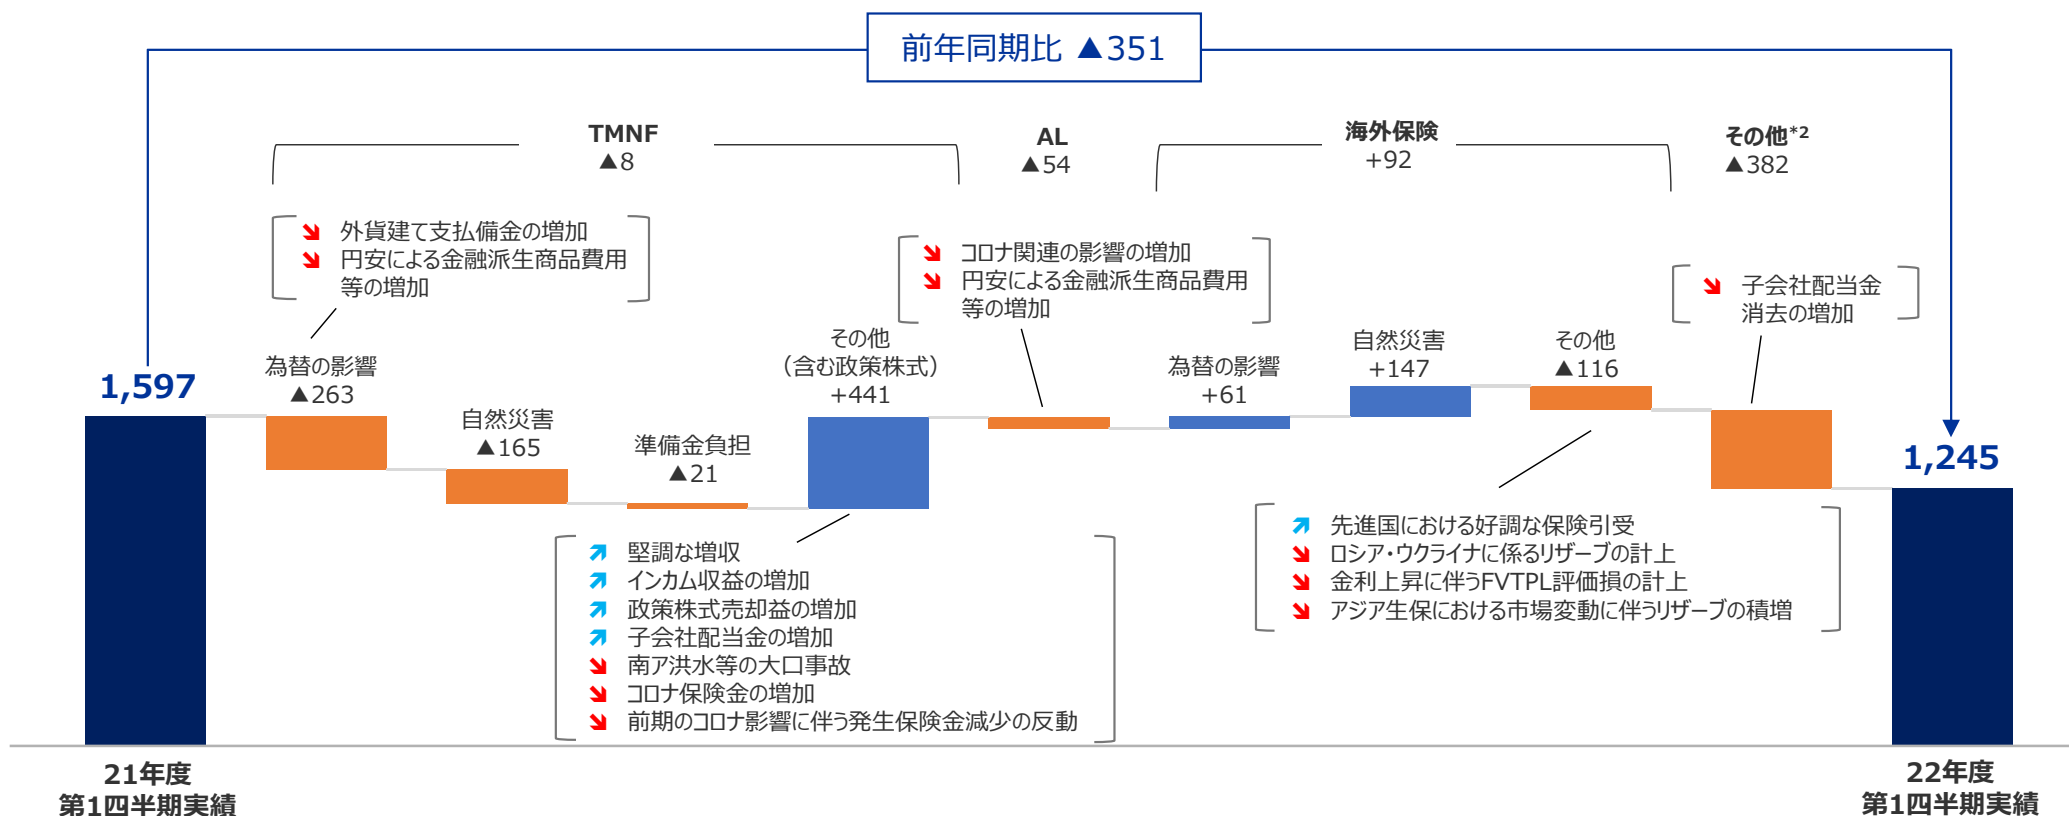 前年同期比 ▲351
TMNF
▲8
AL
▲54
海外保険
+92
その他*2
▲382
外貨建て支払備金の増加
円安による金融派生商品費用
等の増加
コロナ関連の影響の増加
円安による金融派生商品費用
等の増加
子会社配当金
消去の増加
1,597
為替の影響
▲263
自然災害
▲165
準備金負担
▲21
その他
（含む政策株式）
+441
為替の影響
+61
自然災害
+147
その他
▲116
1,245
堅調な増収
インカム収益の増加
政策株式売却益の増加
子会社配当金の増加
南ア洪水等の大口事故
コロナ保険金の増加
前期のコロナ影響に伴う発生保険金減少の反動
先進国における好調な保険引受
ロシア・ウクライナに係るリザーブの計上
金利上昇に伴うFVTPL評価損の計上
アジア生保における市場変動に伴うリザーブの積増
21年度
第1四半期実績
22年度
第1四半期実績